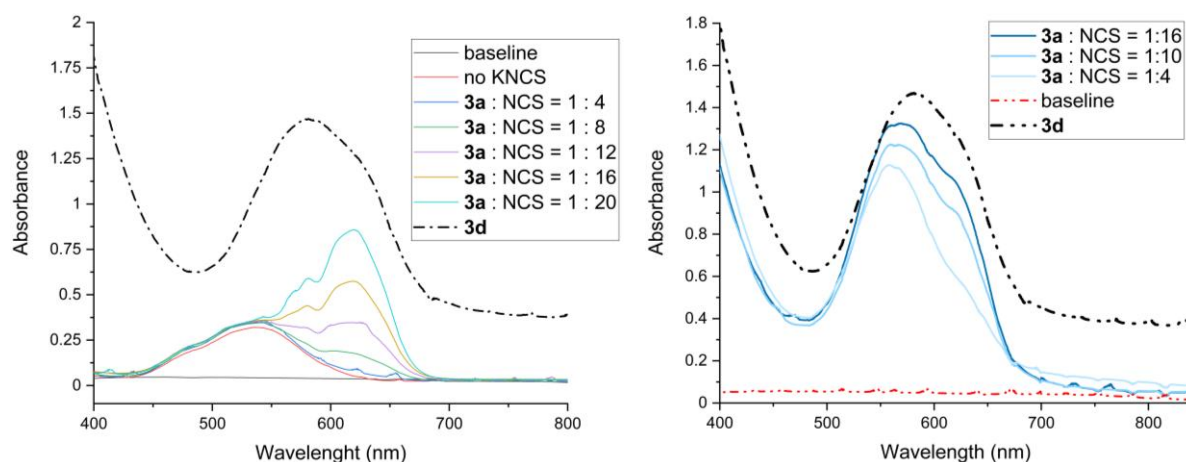 2
1.75
1.5
1.25
1
0.75
0.5
0.25
0
Absorbance
400
500
600
700
800
Wavelenght (nm)
baseline
no KNCS
3a : NCS = 1 : 4
3a : NCS = 1 : 8
3a : NCS = 1 : 12
3a : NCS = 1 : 16
3a : NCS = 1 : 20
3d
1.8
1.6
1.4
1.2
1
0.8
0.6
0.4
0.2
0
Absorbance
400
500
600
700
800
Wavelength (nm)
3a : NCS = 1:16
3a : NCS = 1:10
3a : NCS = 1:4
baseline
3d